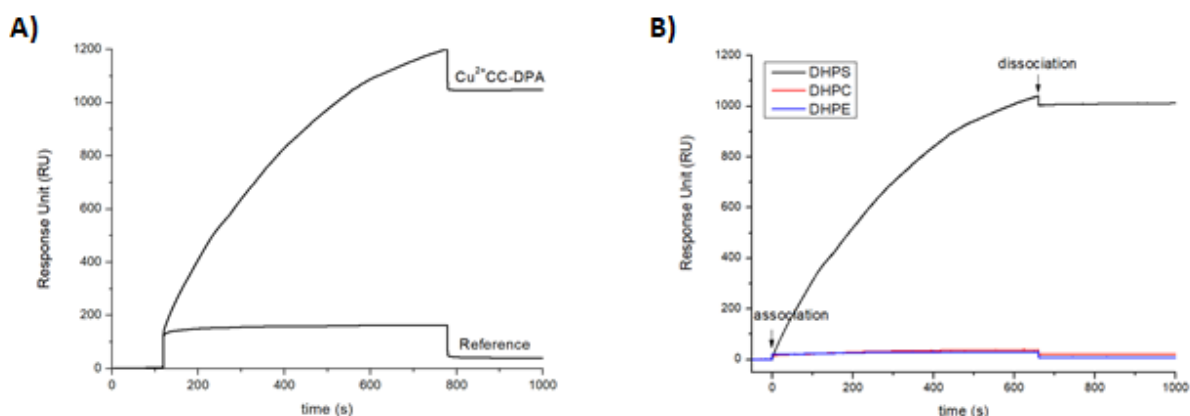 A)
1200
1000
800
600
400
200
0
Response Unit (RU)
Cu²⁺CC-DPA
Reference
0
200
400
600
800
1000
time (s)
B)
1200
1000
800
600
400
200
0
Response Unit (RU)
DHPS
DHPC
DHPE
dissociation
association
0
200
400
600
800
1000
time (s)